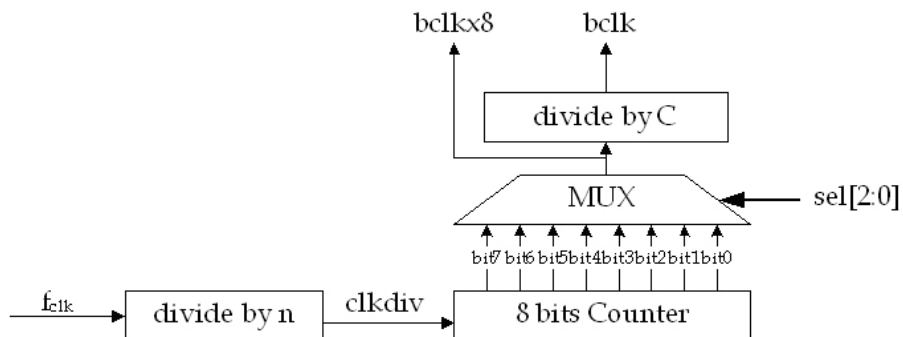 bclkx8
bclk
divide by C
MUX
sel[2:0]
bit7 bit6 bit5 bit4 bit3 bit2 bit1 bit0
fclk
divide by n
clkdiv
8 bits Counter